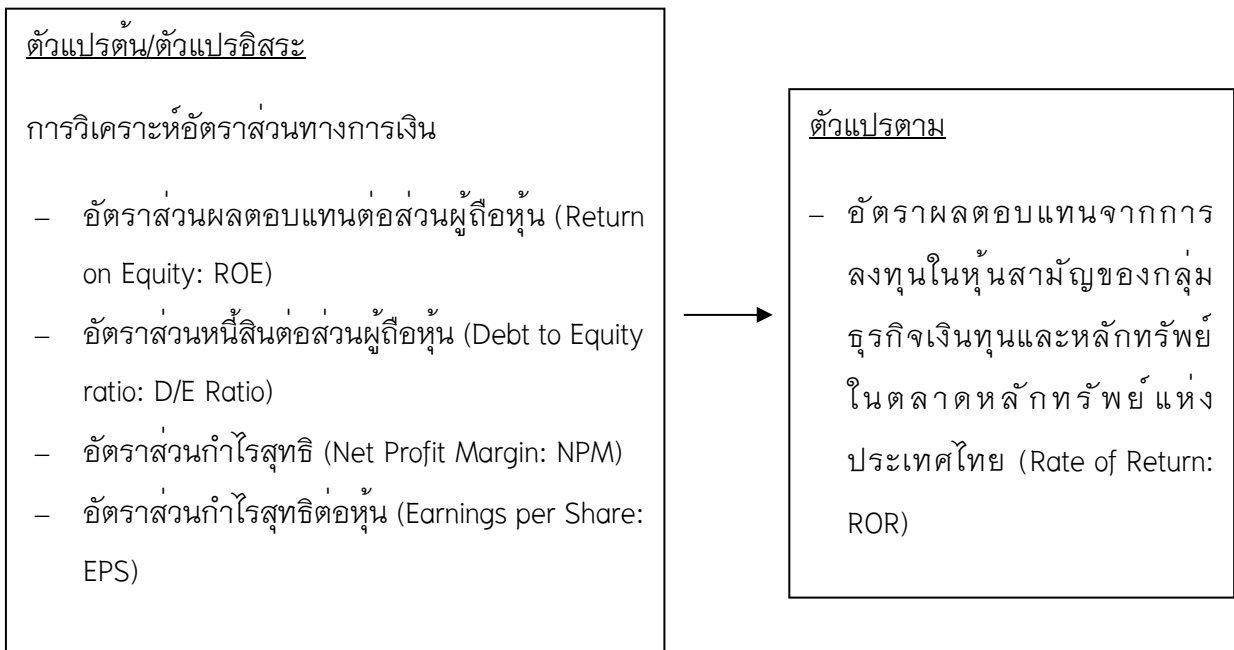 ตัวแปรต้น/ตัวแปรอิสระ
การวิเคราะห์อัตราส่วนทางการเงิน
– อัตราส่วนผลตอบแทนต่อส่วนผู้ถือหุ้น (Return
on Equity: ROE)
– อัตราส่วนหนี้สินต่อส่วนผู้ถือหุ้น (Debt to Equity
ratio: D/E Ratio)
– อัตราส่วนกำไรสุทธิ (Net Profit Margin: NPM)
– อัตราส่วนกำไรสุทธิต่อหุ้น (Earnings per Share:
EPS)
ตัวแปรตาม
– อัตราผลตอบแทนจากการ
ลงทุนในหุ้นสามัญของกลุ่ม
ธุรกิจเงินทุนและหลักทรัพย์
ในตลาดหลักทรัพย์แห่ง
ประเทศไทย (Rate of Return:
ROR)